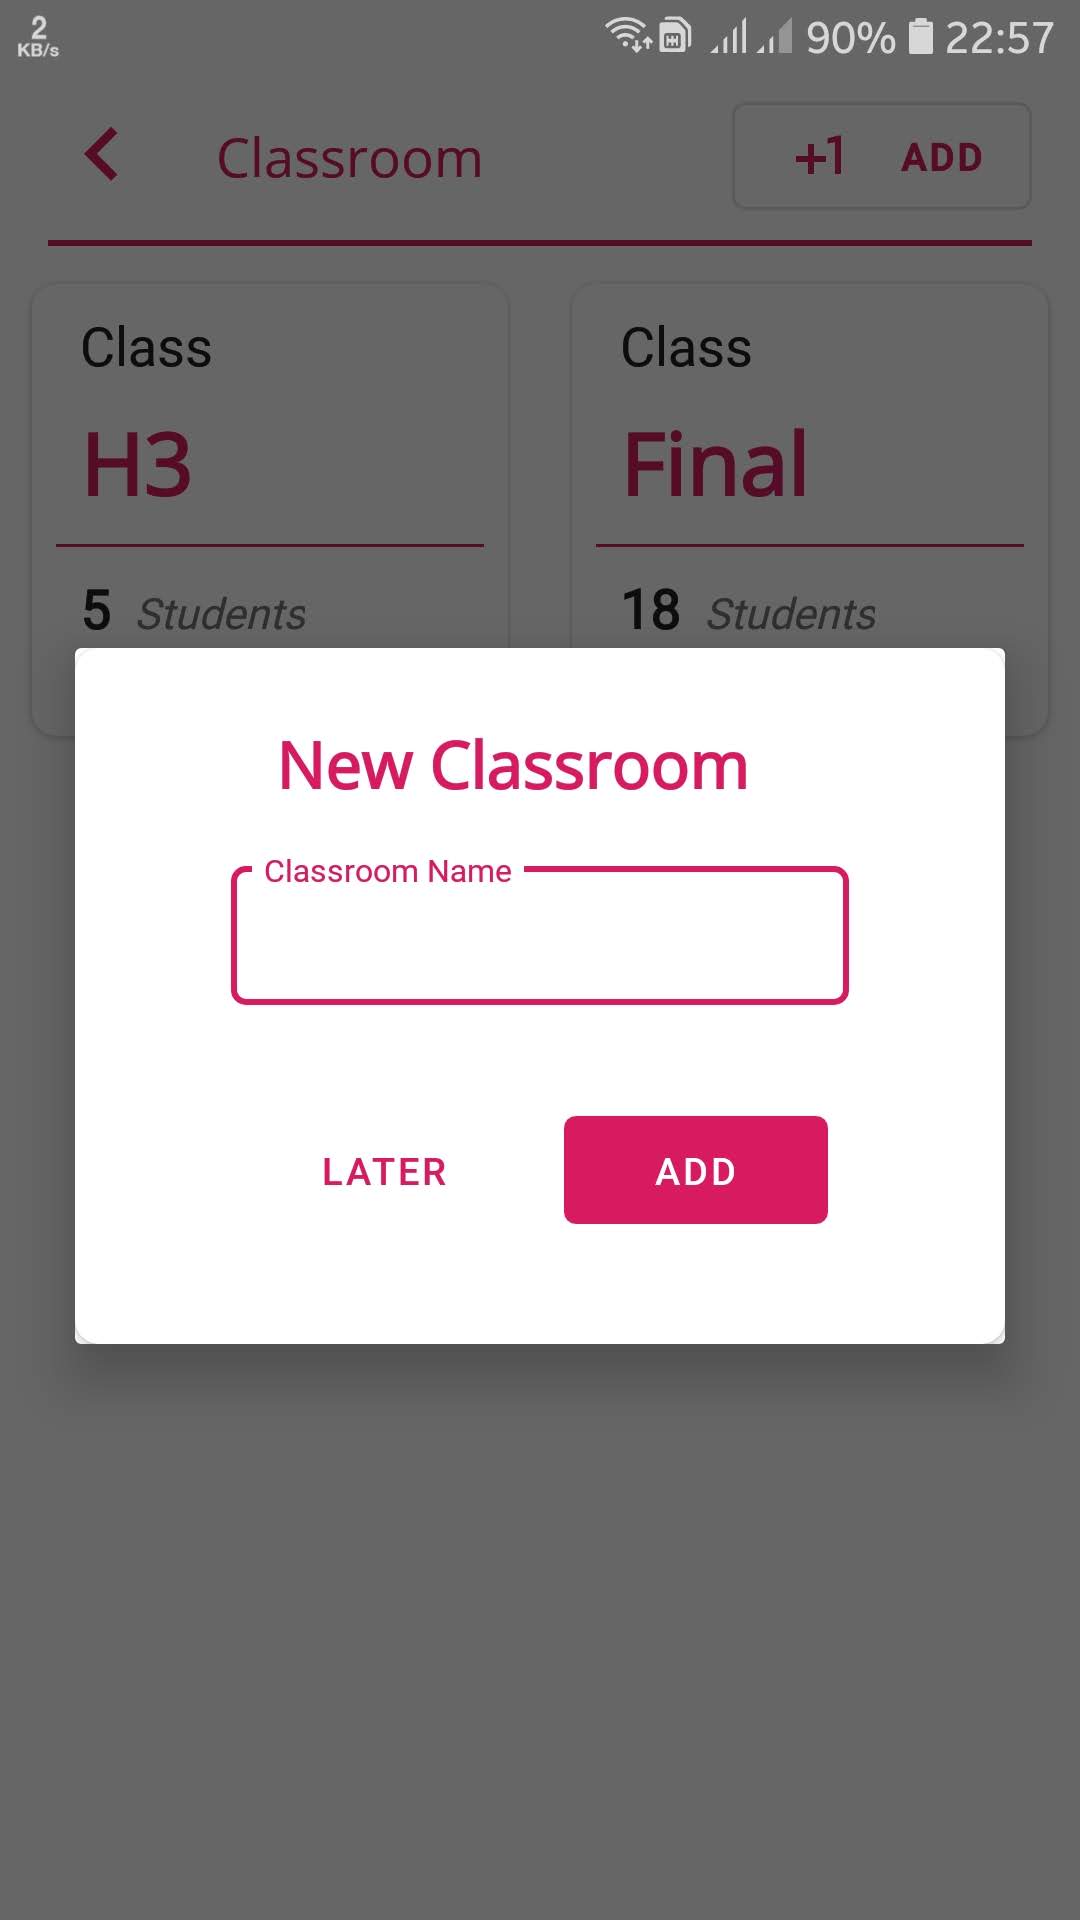 2
KB/s
90% 22:57
Classroom
+1 ADD
Class
H3
5 Students
Class
Final
18 Students
New Classroom
Classroom Name
LATER
ADD